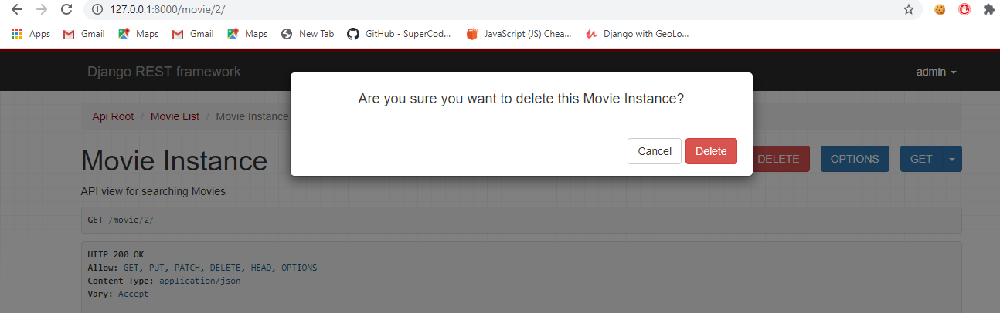 127.0.0.1:8000/movie/2/
Apps Gmail Maps Gmail Maps New Tab GitHub - SuperCod... JavaScript (JS) Chea... Django with GeoLo...
Django REST framework admin
Are you sure you want to delete this Movie Instance?
Api Root / Movie List / Movie Instance
Cancel Delete
Movie Instance DELETE OPTIONS GET
API view for searching Movies
GET /movie/2/
HTTP 200 OK
Allow: GET, PUT, PATCH, DELETE, HEAD, OPTIONS
Content-Type: application/json
Vary: Accept